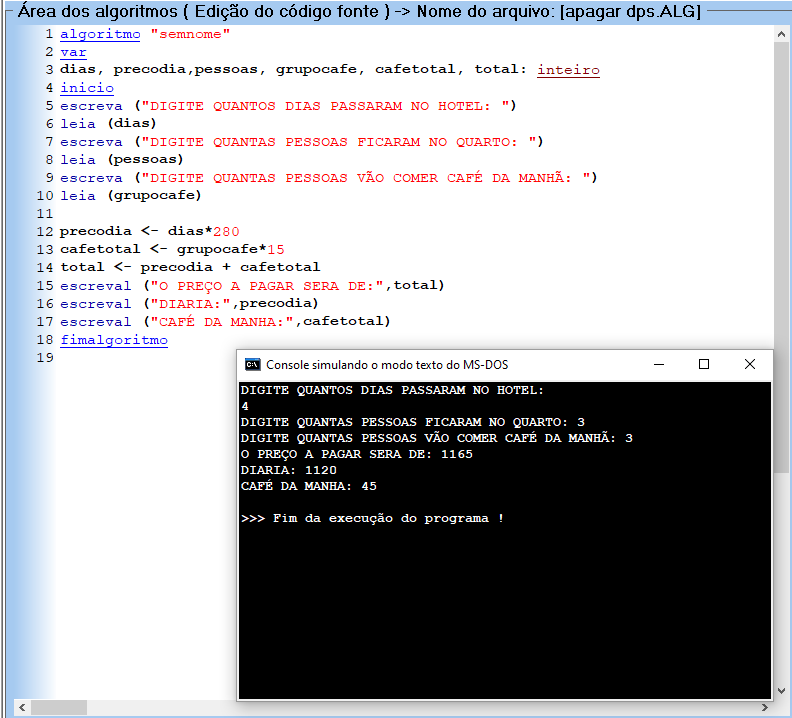 Área dos algoritmos ( Edição do código fonte ) -> Nome do arquivo: [apagar dps.ALG]
1 algoritmo "semnome"
2 var
3 dias, precodia,pessoas, grupocafe, cafetotal, total: inteiro
4 inicio
5 escreva ("DIGITE QUANTOS DIAS PASSARAM NO HOTEL: ")
6 leia (dias)
7 escreva ("DIGITE QUANTAS PESSOAS FICARAM NO QUARTO: ")
8 leia (pessoas)
9 escreva ("DIGITE QUANTAS PESSOAS VÃO COMER CAFÉ DA MANHÃ: ")
10 leia (grupocafe)
11
12 precodia <- dias*280
13 cafetotal <- grupocafe*15
14 total <- precodia + cafetotal
15 escreval ("O PREÇO A PAGAR SERA DE:",total)
16 escreval ("DIARIA:",precodia)
17 escreval ("CAFÉ DA MANHA:",cafetotal)
18 fimalgoritmo
19
C:\ Console simulando o modo texto do MS-DOS
DIGITE QUANTOS DIAS PASSARAM NO HOTEL:
4
DIGITE QUANTAS PESSOAS FICARAM NO QUARTO: 3
DIGITE QUANTAS PESSOAS VÃO COMER CAFÉ DA MANHÃ: 3
O PREÇO A PAGAR SERA DE: 1165
DIARIA: 1120
CAFÉ DA MANHA: 45
>>> Fim da execução do programa !